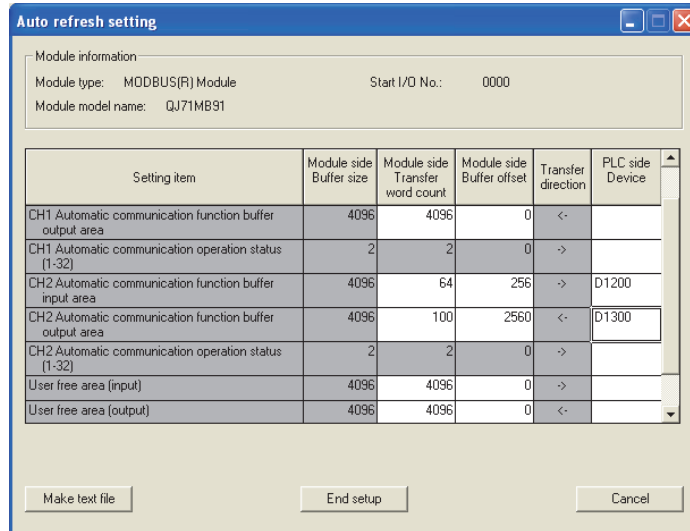 Auto refresh setting
Module information
Module type: MODBUS(R) Module Start I/O No.: 0000
Module model name: QJ71MB91
Setting item Module side Buffer size Module side Transfer word count Module side Buffer offset Transfer direction PLC side Device
CH1 Automatic communication function buffer output area 4096 4096 0 <-
CH1 Automatic communication operation status (1-32) 2 2 0 ->
CH2 Automatic communication function buffer input area 4096 64 256 -> D1200
CH2 Automatic communication function buffer output area 4096 100 2560 <- D1300
CH2 Automatic communication operation status (1-32) 2 2 0 ->
User free area (input) 4096 4096 0 ->
User free area (output) 4096 4096 0 <-
Make text file End setup Cancel